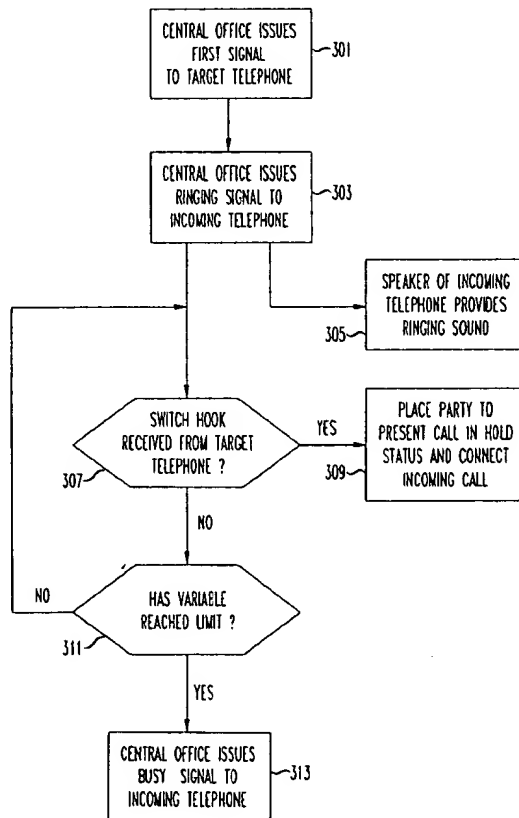 CENTRAL OFFICE ISSUES
FIRST SIGNAL
TO TARGET TELEPHONE
301
CENTRAL OFFICE ISSUES
RINGING SIGNAL TO
INCOMING TELEPHONE
303
SPEAKER OF INCOMING
TELEPHONE PROVIDES
RINGING SOUND
305
SWITCH HOOK
RECEIVED FROM TARGET
TELEPHONE ?
307
YES
PLACE PARTY TO
PRESENT CALL IN HOLD
STATUS AND CONNECT
INCOMING CALL
309
NO
HAS VARIABLE
REACHED LIMIT ?
311
NO
YES
CENTRAL OFFICE ISSUES
BUSY SIGNAL TO
INCOMING TELEPHONE
313